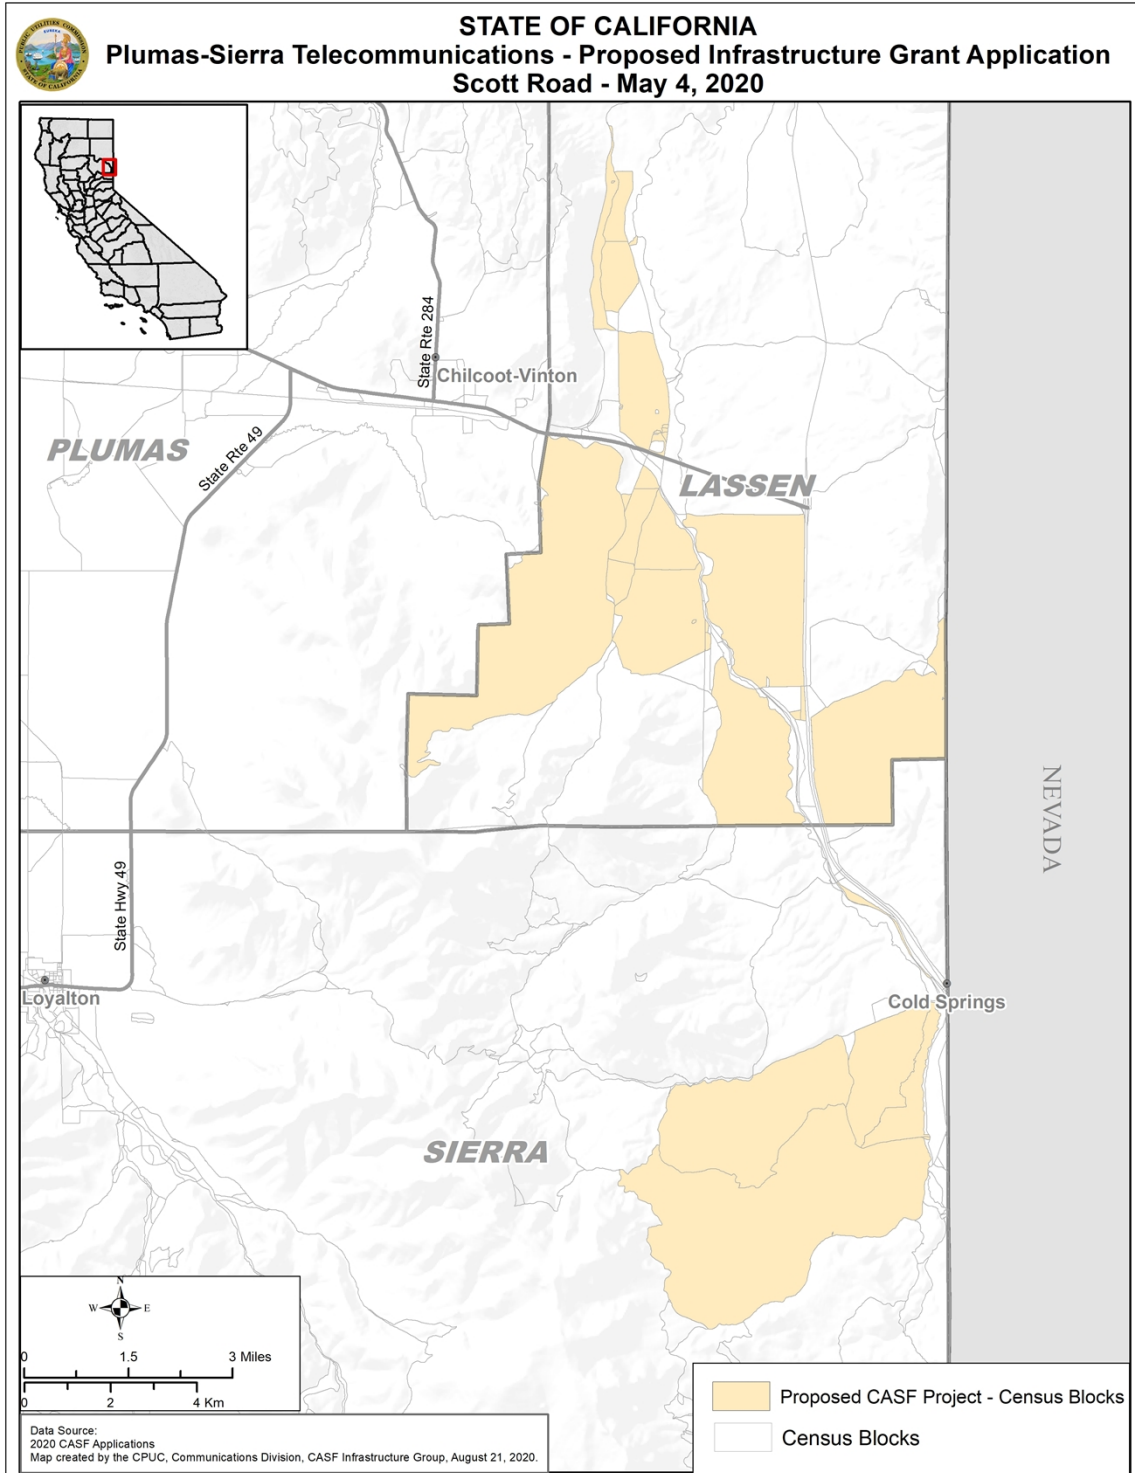 STATE OF CALIFORNIA
Plumas-Sierra Telecommunications - Proposed Infrastructure Grant Application
Scott Road - May 4, 2020
State Rte 284
Chilcoot-Vinton
PLUMAS
State Rte 49
LASSEN
NEVADA
State Hwy 49
Loyalton
Cold Springs
SIERRA
N
W E
S
0 1.5 3 Miles
0 2 4 Km
Proposed CASF Project - Census Blocks
Census Blocks
Data Source:
2020 CASF Applications
Map created by the CPUC, Communications Division, CASF Infrastructure Group, August 21, 2020.